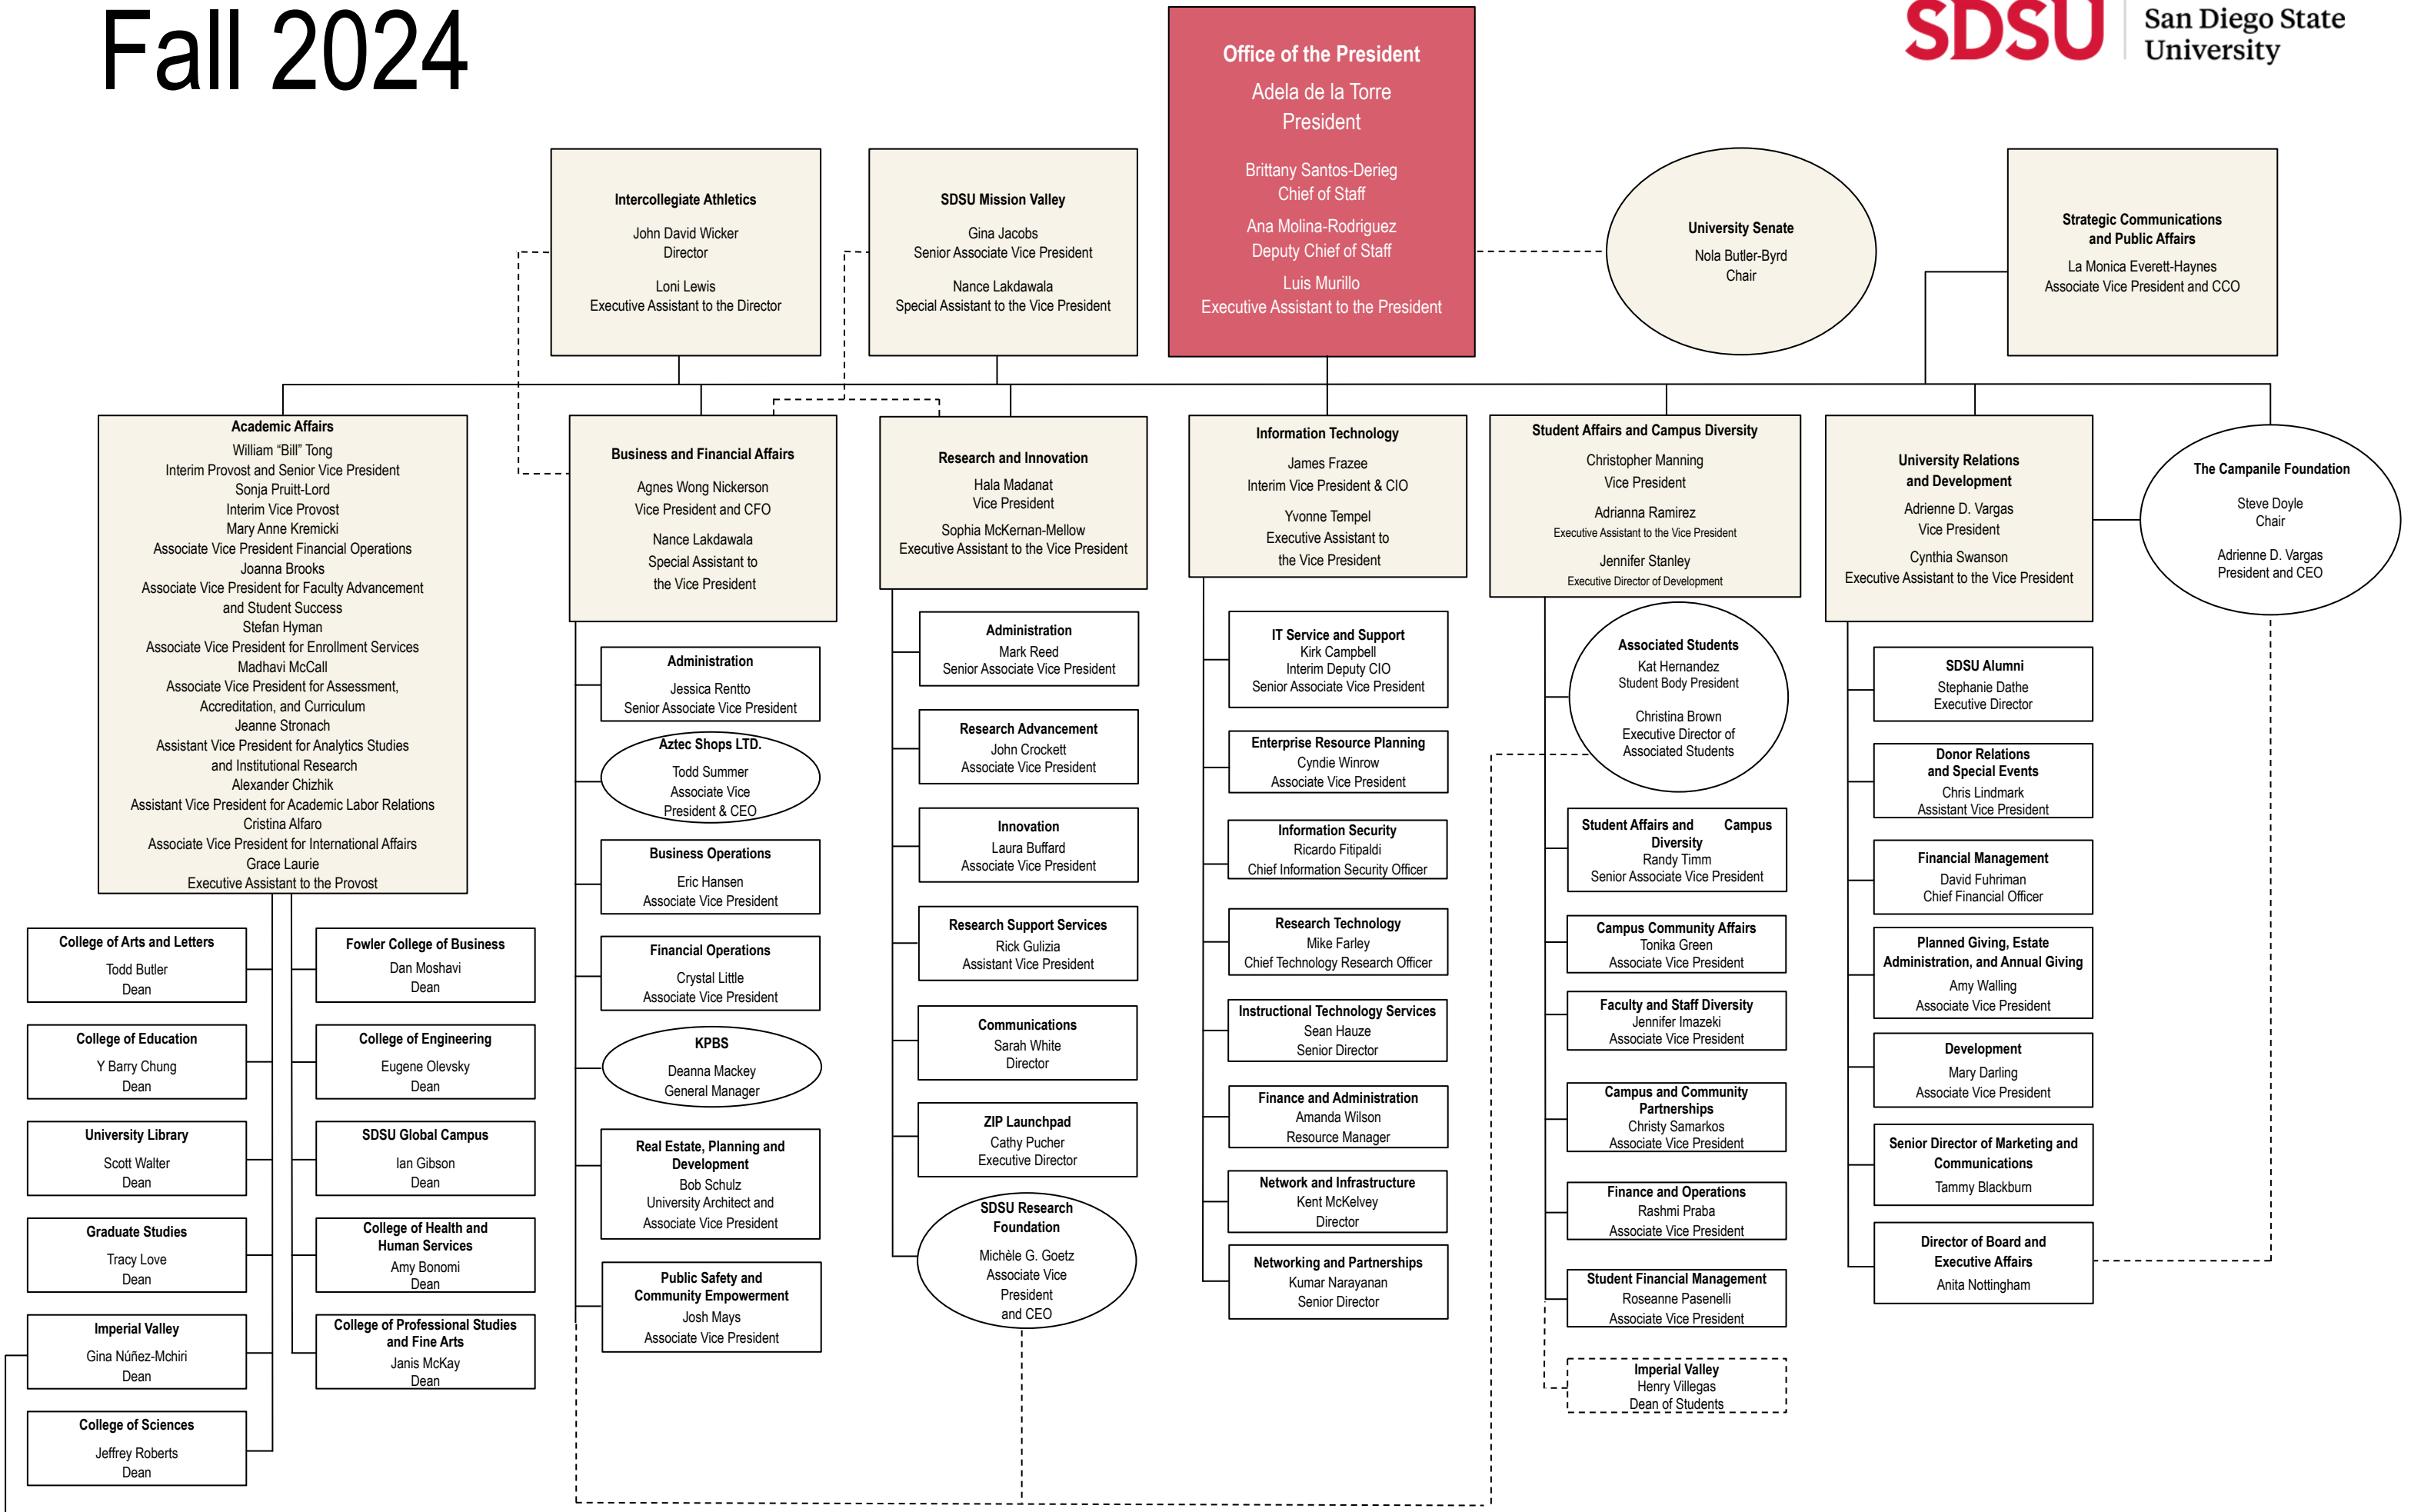 Fall 2024
SDSU
San Diego State
University
Office of the President
Adela de la Torre
President
Brittany Santos-Derieg
Chief of Staff
Ana Molina-Rodriguez
Deputy Chief of Staff
Luis Murillo
Executive Assistant to the President
Intercollegiate Athletics
John David Wicker
Director
Loni Lewis
Executive Assistant to the Director
SDSU Mission Valley
Gina Jacobs
Senior Associate Vice President
Nance Lakdawala
Special Assistant to the Vice President
University Senate
Nola Butler-Byrd
Chair
Strategic Communications
and Public Affairs
La Monica Everett-Haynes
Associate Vice President and CCO
Academic Affairs
William “Bill” Tong
Interim Provost and Senior Vice President
Sonja Pruitt-Lord
Interim Vice Provost
Mary Anne Kremicki
Associate Vice President Financial Operations
Joanna Brooks
Associate Vice President for Faculty Advancement
and Student Success
Stefan Hyman
Associate Vice President for Enrollment Services
Madhavi McCall
Associate Vice President for Assessment,
Accreditation, and Curriculum
Jeanne Stronach
Assistant Vice President for Analytics Studies
and Institutional Research
Alexander Chizhik
Assistant Vice President for Academic Labor Relations
Cristina Alfaro
Associate Vice President for International Affairs
Grace Laurie
Executive Assistant to the Provost
College of Arts and Letters
Todd Butler
Dean
College of Education
Y Barry Chung
Dean
University Library
Scott Walter
Dean
Graduate Studies
Tracy Love
Dean
Imperial Valley
Gina Núñez-Mchiri
Dean
College of Sciences
Jeffrey Roberts
Dean
Fowler College of Business
Dan Moshavi
Dean
College of Engineering
Eugene Olevsky
Dean
SDSU Global Campus
Ian Gibson
Dean
College of Health and
Human Services
Amy Bonomi
Dean
College of Professional Studies
and Fine Arts
Janis McKay
Dean
Business and Financial Affairs
Agnes Wong Nickerson
Vice President and CFO
Nance Lakdawala
Special Assistant to
the Vice President
Administration
Jessica Rentto
Senior Associate Vice President
Aztec Shops LTD.
Todd Summer
Associate Vice
President & CEO
Business Operations
Eric Hansen
Associate Vice President
Financial Operations
Crystal Little
Associate Vice President
KPBS
Deanna Mackey
General Manager
Real Estate, Planning and
Development
Bob Schulz
University Architect and
Associate Vice President
Public Safety and
Community Empowerment
Josh Mays
Associate Vice President
Research and Innovation
Hala Madanat
Vice President
Sophia McKernan-Mellow
Executive Assistant to the Vice President
Administration
Mark Reed
Senior Associate Vice President
Research Advancement
John Crockett
Associate Vice President
Innovation
Laura Buffard
Associate Vice President
Research Support Services
Rick Gulizia
Assistant Vice President
Communications
Sarah White
Director
ZIP Launchpad
Cathy Pucher
Executive Director
SDSU Research
Foundation
Michèle G. Goetz
Associate Vice
President
and CEO
Information Technology
James Frazee
Interim Vice President & CIO
Yvonne Tempel
Executive Assistant to
the Vice President
IT Service and Support
Kirk Campbell
Interim Deputy CIO
Senior Associate Vice President
Enterprise Resource Planning
Cyndie Winrow
Associate Vice President
Information Security
Ricardo Fitipaldi
Chief Information Security Officer
Research Technology
Mike Farley
Chief Technology Research Officer
Instructional Technology Services
Sean Hauze
Senior Director
Finance and Administration
Amanda Wilson
Resource Manager
Network and Infrastructure
Kent McKelvey
Director
Networking and Partnerships
Kumar Narayanan
Senior Director
Student Affairs and Campus Diversity
Christopher Manning
Vice President
Adrianna Ramirez
Executive Assistant to the Vice President
Jennifer Stanley
Executive Director of Development
Associated Students
Kat Hernandez
Student Body President
Christina Brown
Executive Director of
Associated Students
Student Affairs and Campus
Diversity
Randy Timm
Senior Associate Vice President
Campus Community Affairs
Tonika Green
Associate Vice President
Faculty and Staff Diversity
Jennifer Imazeki
Associate Vice President
Campus and Community
Partnerships
Christy Samarkos
Associate Vice President
Finance and Operations
Rashmi Praba
Associate Vice President
Student Financial Management
Roseanne Pasenelli
Associate Vice President
Imperial Valley
Henry Villegas
Dean of Students
University Relations
and Development
Adrienne D. Vargas
Vice President
Cynthia Swanson
Executive Assistant to the Vice President
The Campanile Foundation
Steve Doyle
Chair
Adrienne D. Vargas
President and CEO
SDSU Alumni
Stephanie Dathe
Executive Director
Donor Relations
and Special Events
Chris Lindmark
Assistant Vice President
Financial Management
David Fuhriman
Chief Financial Officer
Planned Giving, Estate
Administration, and Annual Giving
Amy Walling
Associate Vice President
Development
Mary Darling
Associate Vice President
Senior Director of Marketing and
Communications
Tammy Blackburn
Director of Board and
Executive Affairs
Anita Nottingham